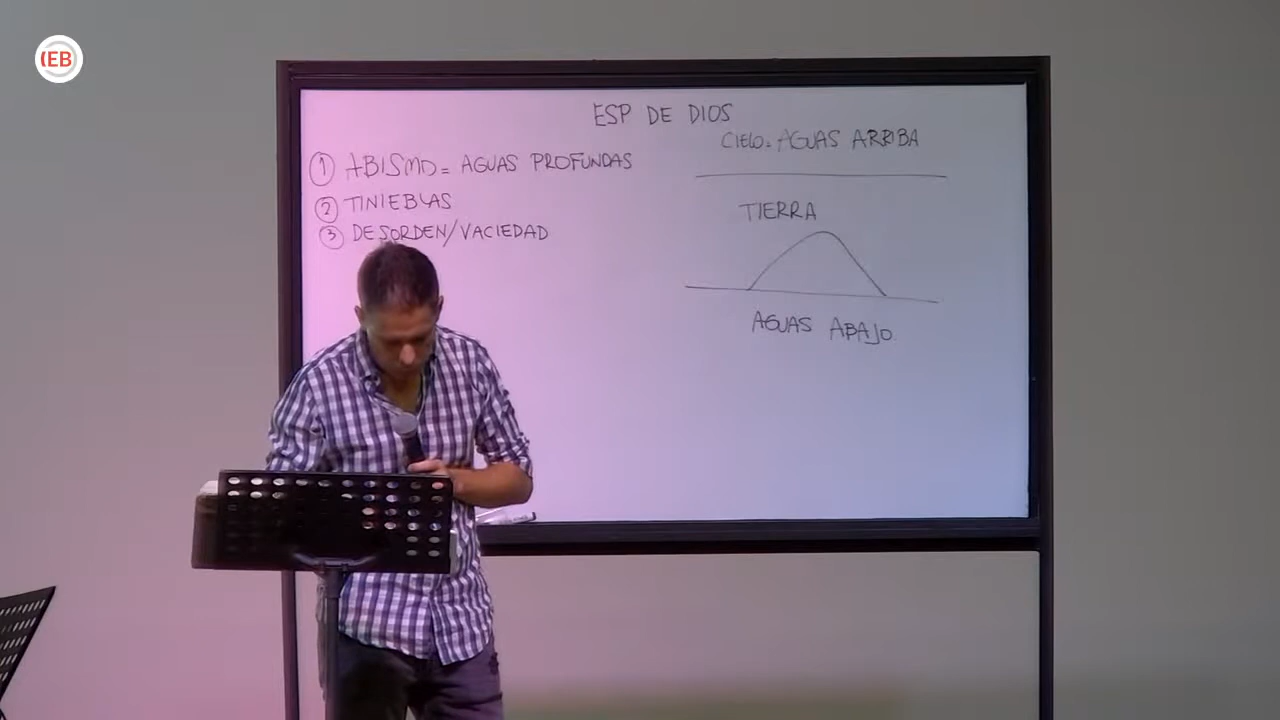 IEB
ESP DE DIOS
① ABISMO = AGUAS PROFUNDAS
② TINIEBLAS
③ DESORDEN/VACIEDAD
CIELO = AGUAS ARRIBA
TIERRA
AGUAS ABAJO